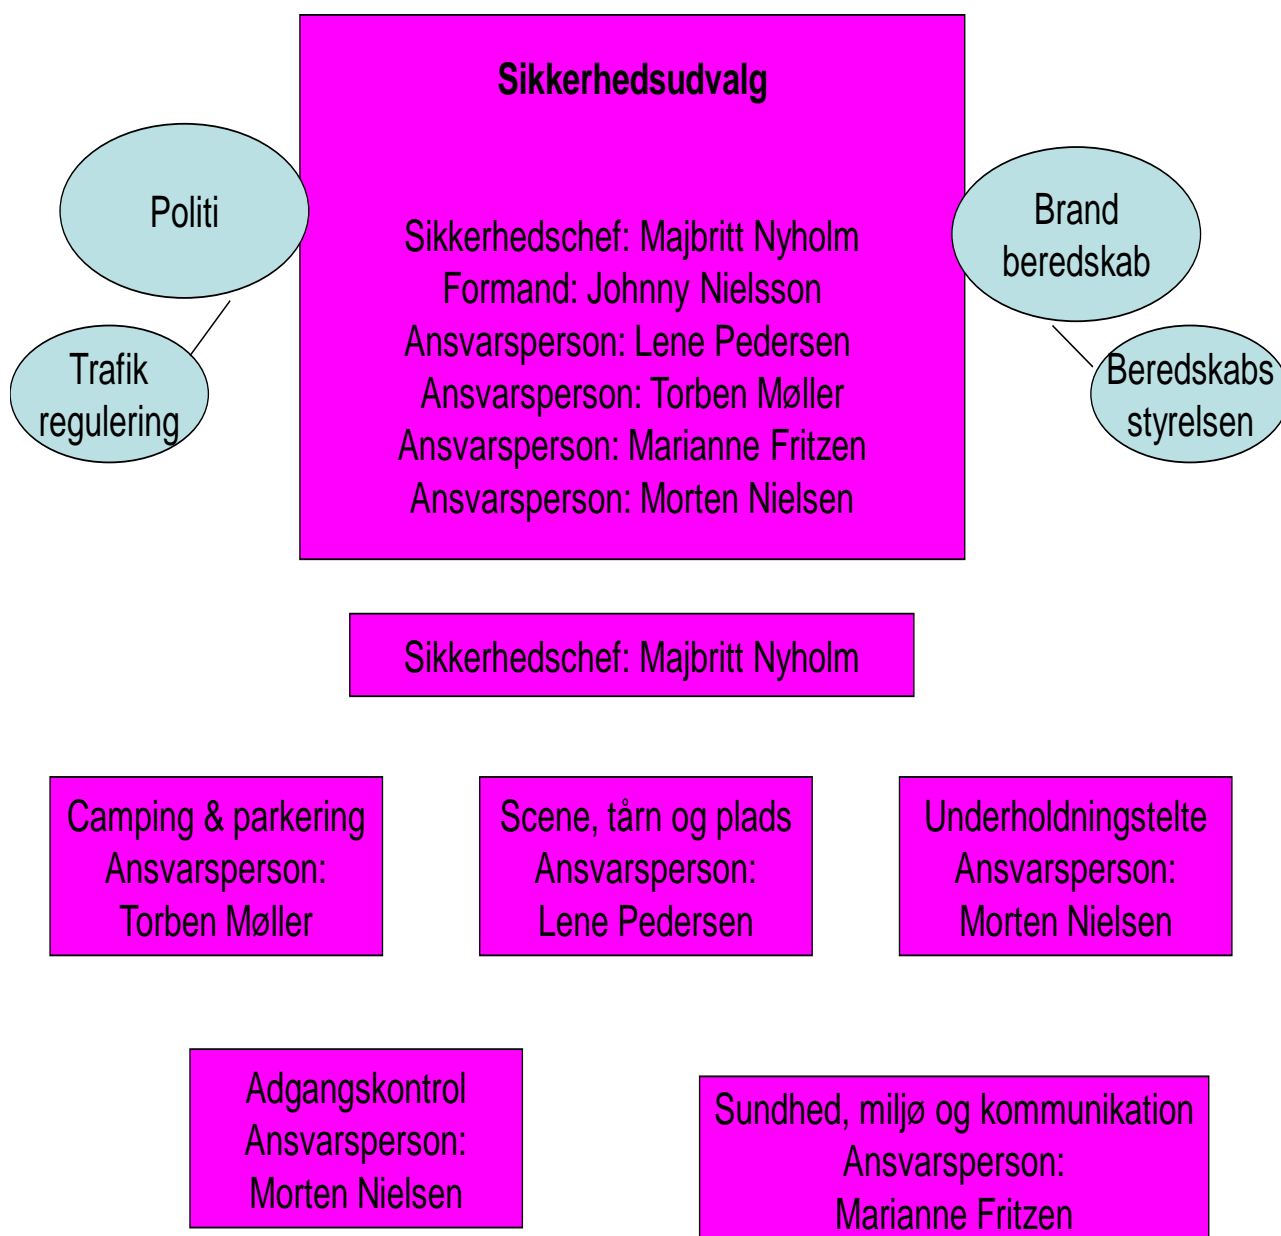 Sikkerhedsudvalg
Politi
Brand
beredskab
Sikkerhedschef: Majbritt Nyholm
Formand: Johnny Nielsson
Ansvarsperson: Lene Pedersen
Ansvarsperson: Torben Møller
Ansvarsperson: Marianne Fritzen
Ansvarsperson: Morten Nielsen
Trafik
regulering
Beredskabs
styrelsen
Sikkerhedschef: Majbritt Nyholm
Camping & parkering
Ansvarsperson:
Torben Møller
Scene, tårn og plads
Ansvarsperson:
Lene Pedersen
Underholdningstelte
Ansvarsperson:
Morten Nielsen
Adgangskontrol
Ansvarsperson:
Morten Nielsen
Sundhed, miljø og kommunikation
Ansvarsperson:
Marianne Fritzen